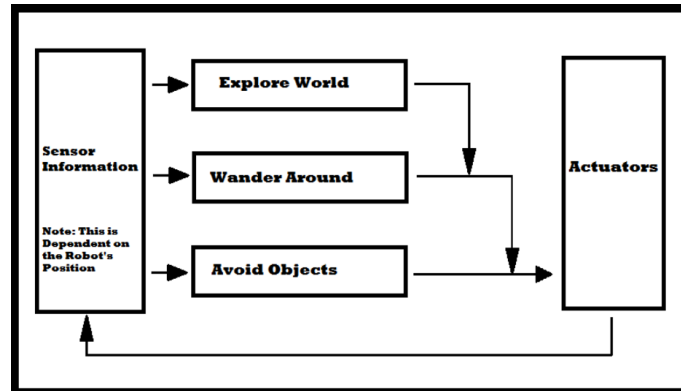 Explore World
Sensor
Information
Wander Around
Actuators
Note: This is
Dependent on
the Robot's
Position
Avoid Objects